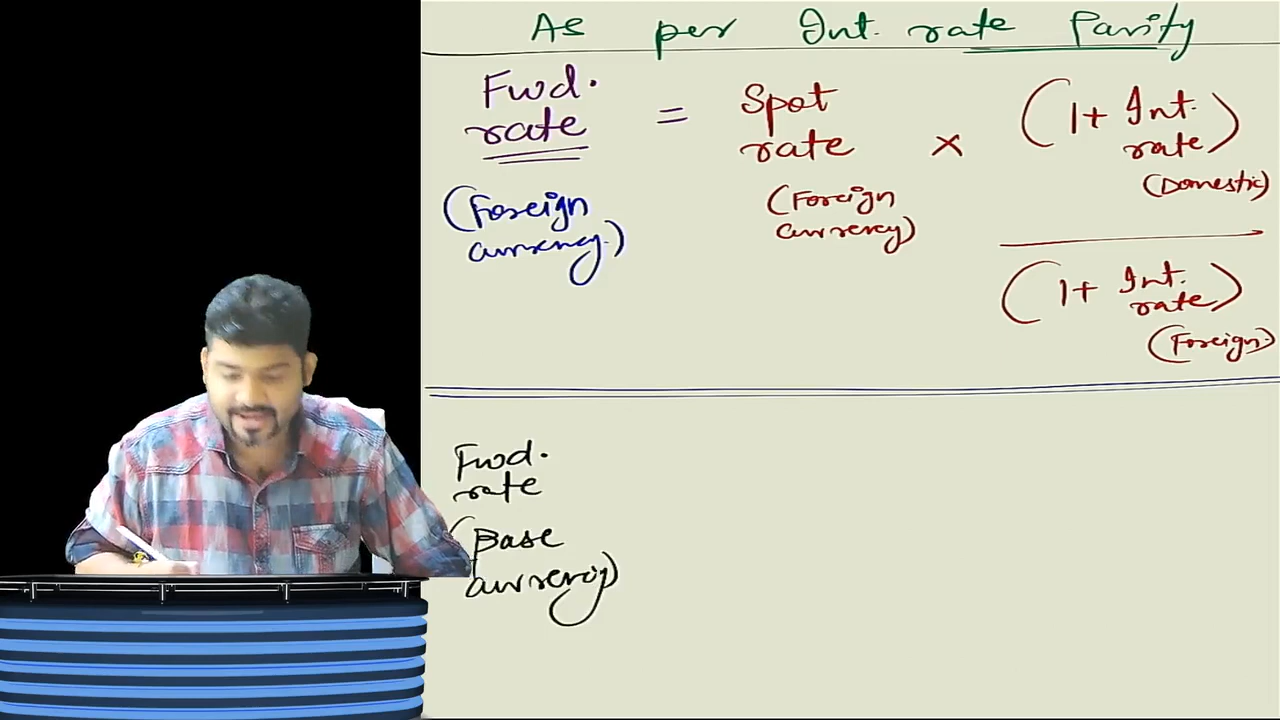 As per Int. rate Parity
Fwd.
rate
(Foreign
currency)
=
Spot
rate
(Foreign
currency)
×
(1+ Int.
rate)
(Domestic)
(1+ Int.
rate)
(Foreign)
Fwd.
rate
(Base
currency)